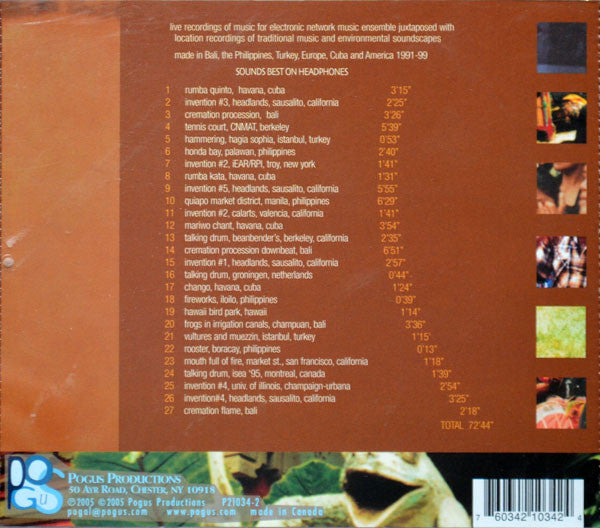 live recordings of music for electronic network music ensemble juxtaposed with
location recordings of traditional music and environmental soundscapes
made in Bali, the Philippines, Turkey, Europe, Cuba and America 1991-99
SOUNDS BEST ON HEADPHONES
1 rumba quinto, havana, cuba 3'15"
2 invention #3, headlands, sausalito, california 2'25"
3 cremation procession, bali 3'26"
4 tennis court, CNMAT, berkeley 5'39"
5 hammering, hagia sophia, istanbul, turkey 0'53"
6 honda bay, palawan, philippines 2'40"
7 invention #2, iEAR/RPI, troy, new york 1'41"
8 rumba kata, havana, cuba 1'31"
9 invention #5, headlands, sausalito, california 5'55"
10 quiapo market district, manila, philippines 6'29"
11 invention #2, calarts, valencia, california 1'41"
12 mariwo chant, havana, cuba 3'54"
13 talking drum, beanbender's, berkeley, california 2'35"
14 cremation procession downbeat, bali 6'51"
15 invention #1, headlands, sausalito, california 2'57"
16 talking drum, groningen, netherlands 0'44"
17 chango, havana, cuba 1'24"
18 fireworks, iloilo, philippines 0'39"
19 hawaii bird park, hawaii 1'14"
20 frogs in irrigation canals, champuan, bali 3'36"
21 vultures and muezzin, istanbul, turkey 1'15"
22 rooster, boracay, philippines 0'13"
23 mouth full of fire, market st., san francisco, california 1'18"
24 talking drum, isea '95, montreal, canada 1'39"
25 invention #4, univ. of illinois, champaign-urbana 2'54"
26 invention#4, headlands, sausalito, california 3'25"
27 cremation flame, bali 2'18"
TOTAL 72'44"
POGUS
POGUS PRODUCTIONS
50 AYR ROAD, CHESTER, NY 10918
℗2005 ©2005 Pogus Productions P21034-2
pogal@pogus.com www.pogus.com made in Canada
7 60342 10342 4